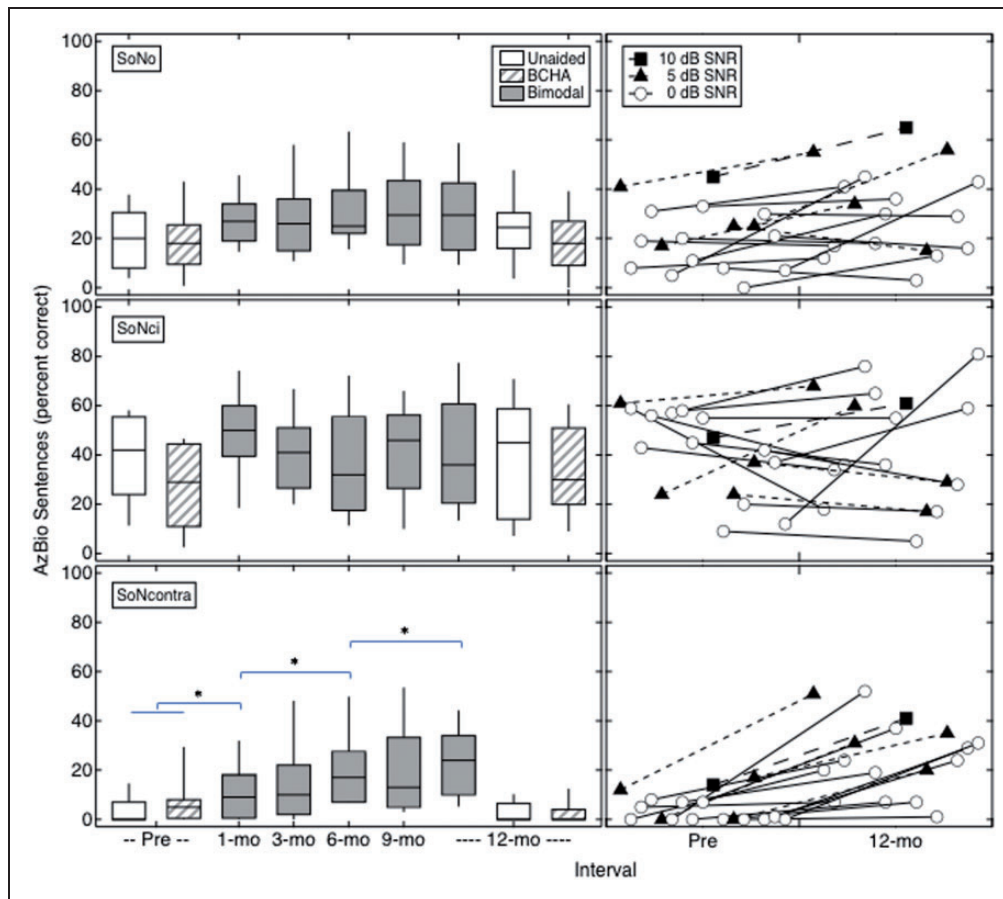 100
80
60
40
20
0
SoNo
Unaided
BCHA
Bimodal
10 dB SNR
5 dB SNR
0 dB SNR
100
80
60
40
20
0
SoNci
100
80
60
40
20
0
SoNcontra
*
*
*
AzBio Sentences (percent correct)
-- Pre -- 1-mo 3-mo 6-mo 9-mo ---- 12-mo ---- Pre 12-mo
Interval